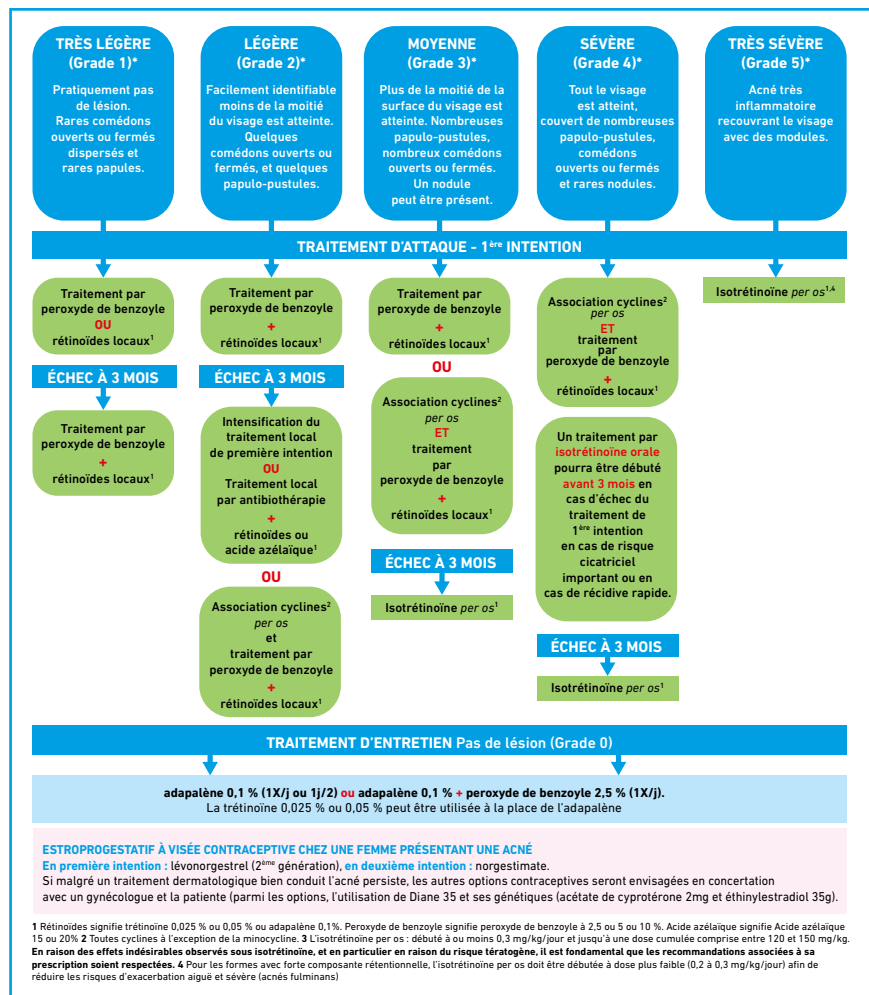 TRÈS LÉGÈRE
(Grade 1)*
Pratiquement pas
de lésion.
Rares comédons
ouverts ou fermés
dispersés et
rares papules.
LÉGÈRE
(Grade 2)*
Facilement identifiable
moins de la moitié
du visage est atteinte.
Quelques
comédons ouverts ou
fermés, et quelques
papulo-pustules.
MOYENNE
(Grade 3)*
Plus de la moitié de la
surface du visage est
atteinte. Nombreuses
papulo-pustules,
nombreux comédons
ouverts ou fermés.
Un nodule
peut être présent.
SÉVÈRE
(Grade 4)*
Tout le visage
est atteint,
couvert de nombreuses
papulo-pustules,
comédons
ouverts ou fermés
et rares nodules.
TRÈS SÉVÈRE
(Grade 5)*
Acné très
inflammatoire
recouvrant le visage
avec des modules.
TRAITEMENT D'ATTAQUE - 1ère INTENTION
Traitement par
peroxyde de benzoyle
OU
rétinoïdes locaux1
ÉCHEC À 3 MOIS
Traitement par
peroxyde de benzoyle
+
rétinoïdes locaux1
Traitement par
peroxyde de benzoyle
+
rétinoïdes locaux1
ÉCHEC À 3 MOIS
Intensification du
traitement local
de première intention
OU
Traitement local
par antibiothérapie
+
rétinoïdes ou
acide azélaïque1
OU
Association cyclines2
per os
et
traitement par
peroxyde de benzoyle
+
rétinoïdes locaux1
Traitement par
peroxyde de benzoyle
+
rétinoïdes locaux1
OU
Association cyclines2
per os
ET
traitement
par
peroxyde de benzoyle
+
rétinoïdes locaux1
ÉCHEC À 3 MOIS
Isotrétinoïne per os1
Association cyclines2
per os
ET
traitement
par
peroxyde de benzoyle
+
rétinoïdes locaux1
Un traitement par
isotrétinoïne orale
pourra être débuté
avant 3 mois en
cas d'échec du
traitement de
1ère intention
en cas de risque
cicatriciel
important ou en
cas de récidive rapide.
ÉCHEC À 3 MOIS
Isotrétinoïne per os1
Isotrétinoïne per os1,4
TRAITEMENT D'ENTRETIEN Pas de lésion (Grade 0)
adapalène 0,1 % (1X/j ou 1j/2) ou adapalène 0,1 % + peroxyde de benzoyle 2,5 % (1X/j).
La trétinoïne 0,025 % ou 0,05 % peut être utilisée à la place de l'adapalène
ESTROPROGESTATIF À VISÉE CONTRACEPTIVE CHEZ UNE FEMME PRÉSENTANT UNE ACNÉ
En première intention : lévonorgestrel (2ème génération), en deuxième intention : norgestimate.
Si malgré un traitement dermatologique bien conduit l'acné persiste, les autres options contraceptives seront envisagées en concertation
avec un gynécologue et la patiente (parmi les options, l'utilisation de Diane 35 et ses génétiques (acétate de cyprotérone 2mg et éthinylestradiol 35g).
1 Rétinoïdes signifie trétinoïne 0,025 % ou 0,05 % ou adapalène 0,1%. Peroxyde de benzoyle signifie peroxyde de benzoyle à 2,5 ou 5 ou 10 %. Acide azélaïque signifie Acide azélaïque
15 ou 20% 2 Toutes cyclines à l'exception de la minocycline. 3 L'isotrétinoïne per os : débuté à ou moins 0,3 mg/kg/jour et jusqu'à une dose cumulée comprise entre 120 et 150 mg/kg.
En raison des effets indésirables observés sous isotrétinoïne, et en particulier en raison du risque tératogène, il est fondamental que les recommandations associées à sa
prescription soient respectées. 4 Pour les formes avec forte composante rétentionnelle, l'isotrétinoïne per os doit être débutée à dose plus faible (0,2 à 0,3 mg/kg/jour) afin de
réduire les risques d'exacerbation aiguë et sévère (acnés fulminans)